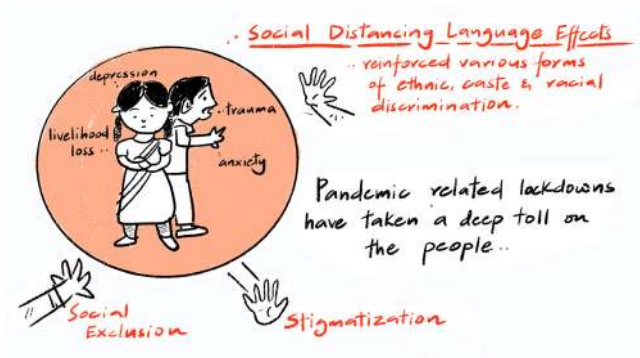 .. Social Distancing Language Effects
.. reinforced various forms
of ethnic, caste & racial
discrimination.
depression
trauma
livelihood
loss ..
anxiety
Pandemic related lockdowns
have taken a deep toll on
the people..
Social
Exclusion
Stigmatization